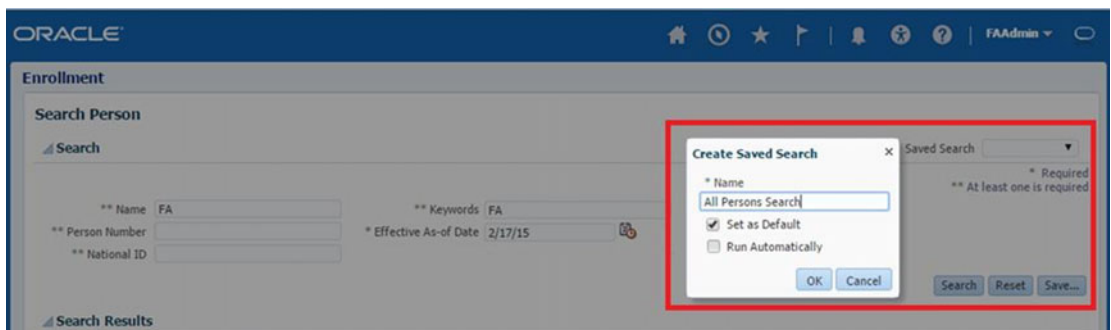 ORACLE
FAAdmin
Enrollment
Search Person
Search
Saved Search
* Required
** At least one is required
** Name FA
** Keywords FA
** Person Number
* Effective As-of Date 2/17/15
** National ID
Create Saved Search ×
* Name
All Persons Search
Set as Default
Run Automatically
OK Cancel
Search Reset Save...
Search Results